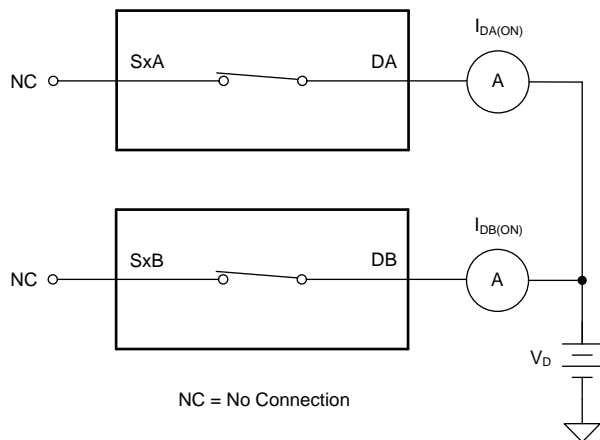 I_DA(ON)
SxA DA
NC A
I_DB(ON)
SxB DB
NC A
V_D
NC = No Connection